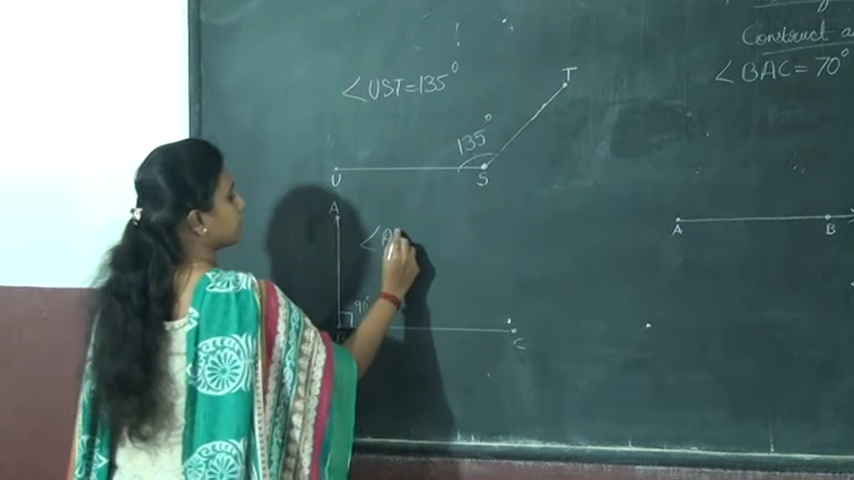 Construct
∠BAC = 70°
∠UST = 135°
T
135°
U
S
A
∠A
90°
C
A
B